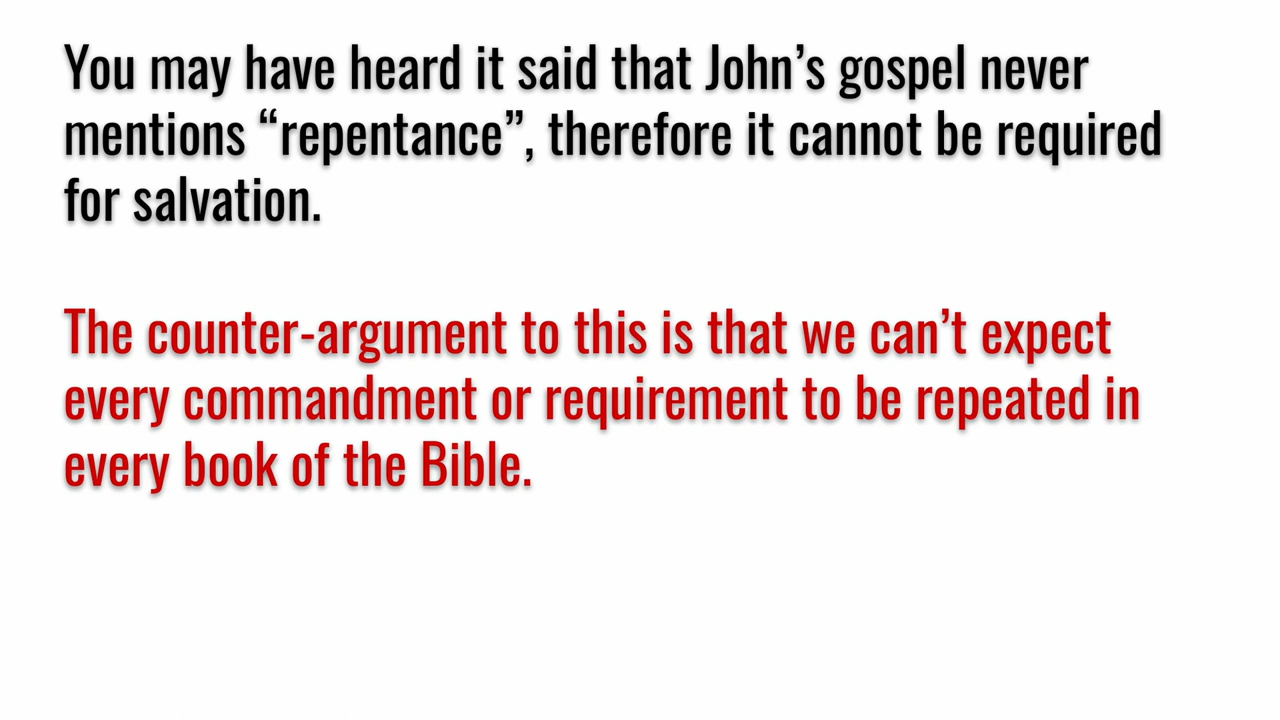 You may have heard it said that John’s gospel never
mentions “repentance”, therefore it cannot be required
for salvation.
The counter-argument to this is that we can’t expect
every commandment or requirement to be repeated in
every book of the Bible.